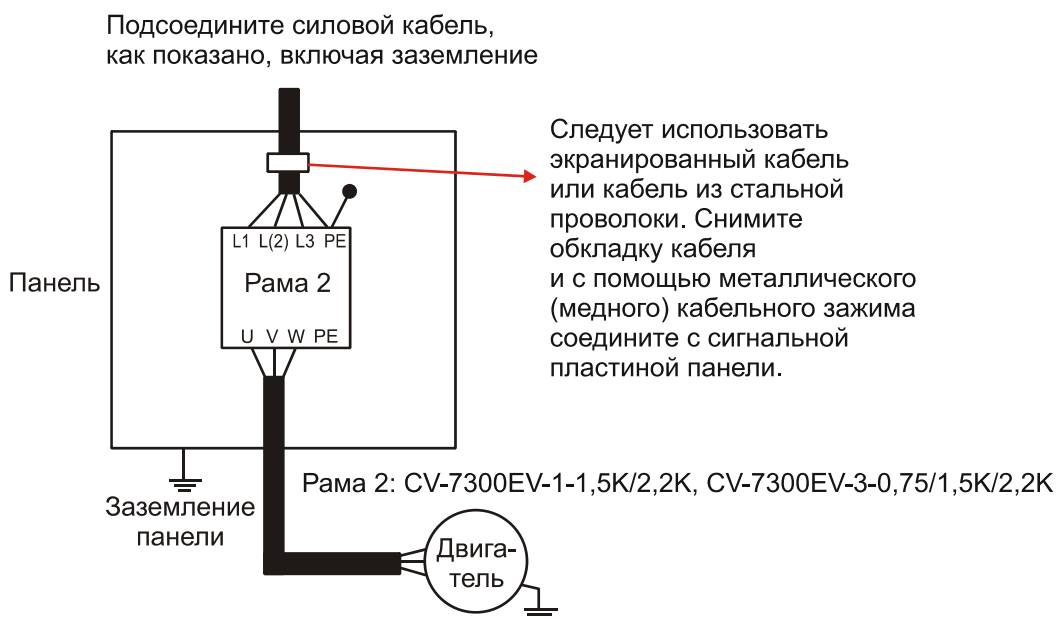 Подсоедините силовой кабель,
как показано, включая заземление
Следует использовать
экранированный кабель
или кабель из стальной
проволоки. Снимите
обкладку кабеля
и с помощью металлического
(медного) кабельного зажима
соедините с сигнальной
пластиной панели.
L1 L(2) L3 PE
Панель
Рама 2
U V W PE
Рама 2: CV-7300EV-1-1,5K/2,2K, CV-7300EV-3-0,75/1,5K/2,2K
Заземление
панели
Двига-
тель